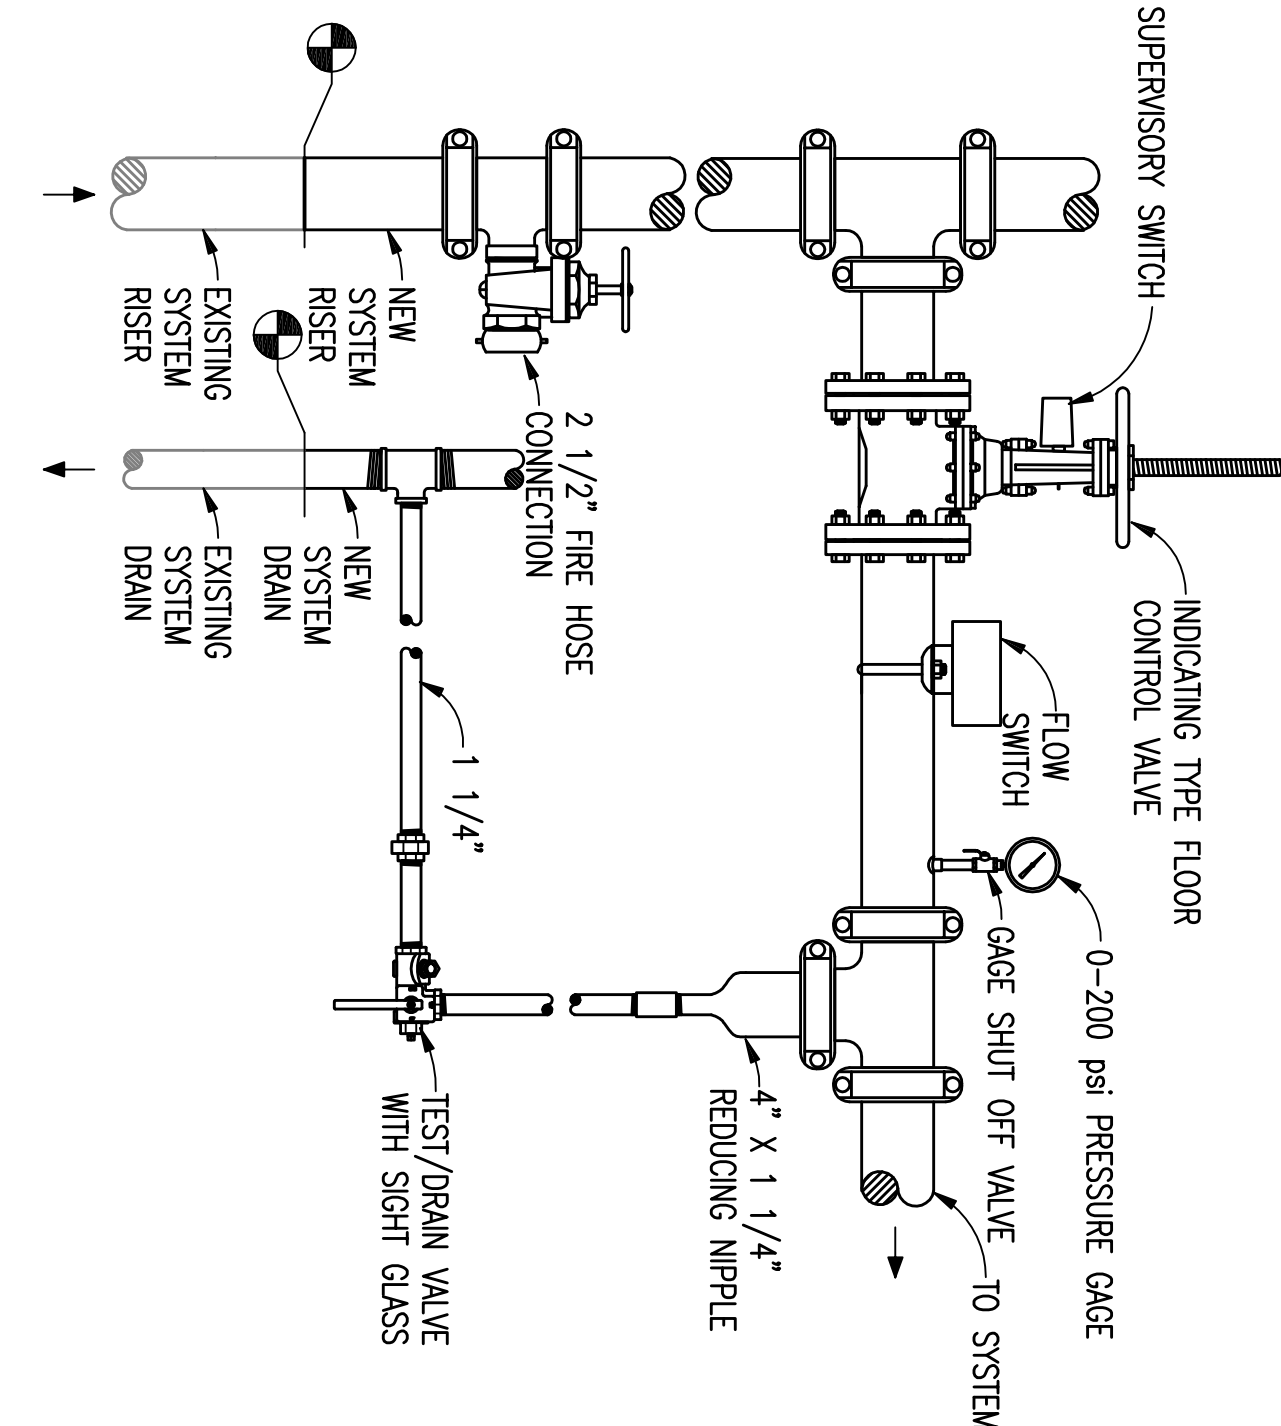 SUPERVISORY SWITCH
INDICATING TYPE FLOOR
CONTROL VALVE
FLOW
SWITCH
0-200 psi PRESSURE GAGE
GAGE SHUT OFF VALVE
TO SYSTEM
4" X 1 1/4"
REDUCING NIPPLE
2 1/2" FIRE HOSE
CONNECTION
1 1/4"
TEST/DRAIN VALVE
WITH SIGHT GLASS
NEW
SYSTEM
RISER
EXISTING
SYSTEM
RISER
NEW
SYSTEM
DRAIN
EXISTING
SYSTEM
DRAIN